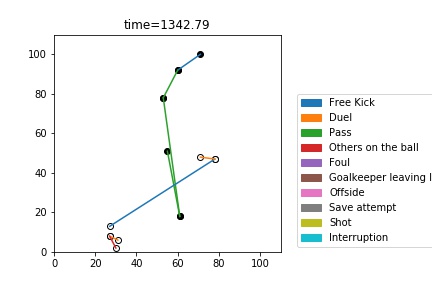 time=1342.79
100
80
60
40
20
0
0 20 40 60 80 100
Free Kick
Duel
Pass
Others on the ball
Foul
Goalkeeper leaving l
Offside
Save attempt
Shot
Interruption